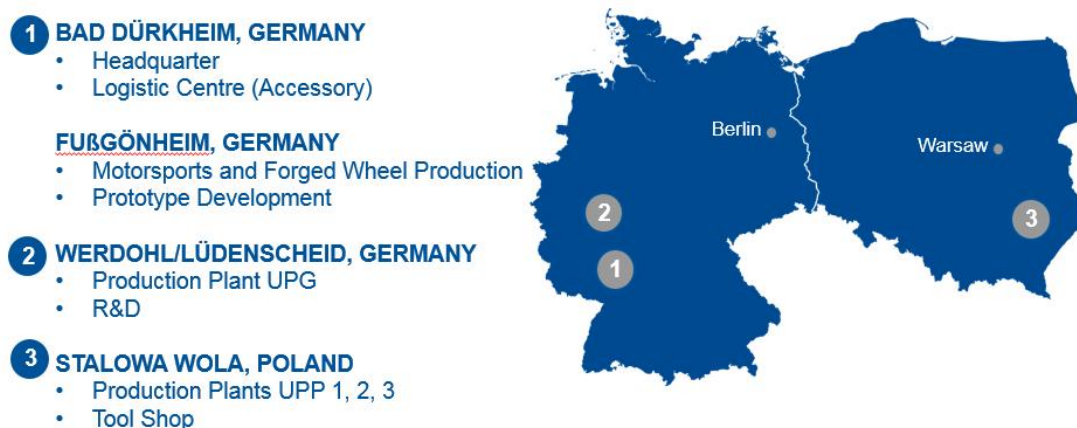 1 BAD DÜRKHEIM, GERMANY
• Headquarter
• Logistic Centre (Accessory)
FUßGÖNHEIM, GERMANY
• Motorsports and Forged Wheel Production
• Prototype Development
2 WERDOHL/LÜDENSCHEID, GERMANY
• Production Plant UPG
• R&D
3 STALOWA WOLA, POLAND
• Production Plants UPP 1, 2, 3
• Tool Shop
Berlin
Warsaw
2
3
1